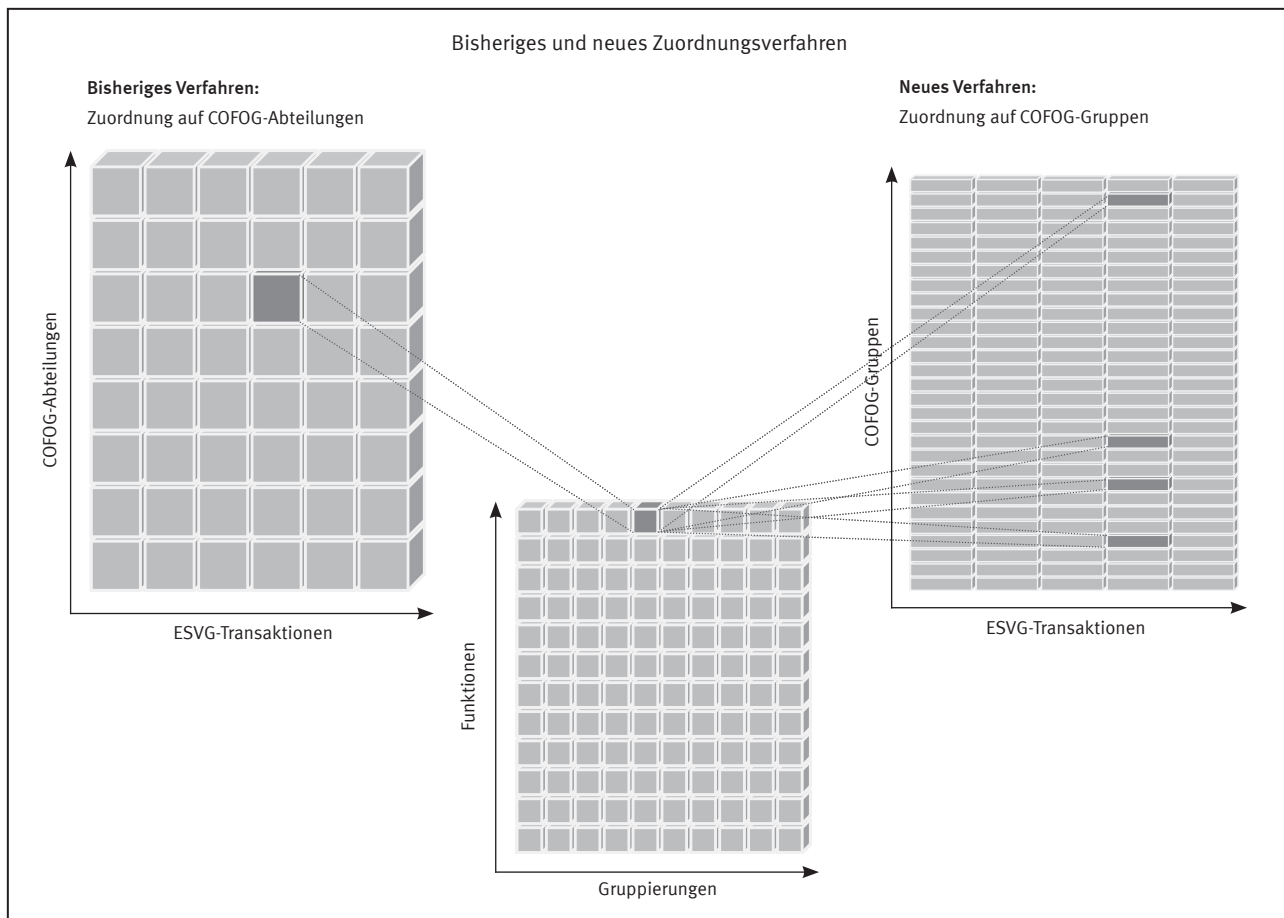 Bisheriges und neues Zuordnungsverfahren
Bisheriges Verfahren:
Zuordnung auf COFOG-Abteilungen
COFOG-Abteilungen
ESVG-Transaktionen
Neues Verfahren:
Zuordnung auf COFOG-Gruppen
COFOG-Gruppen
ESVG-Transaktionen
Funktionen
Gruppierungen